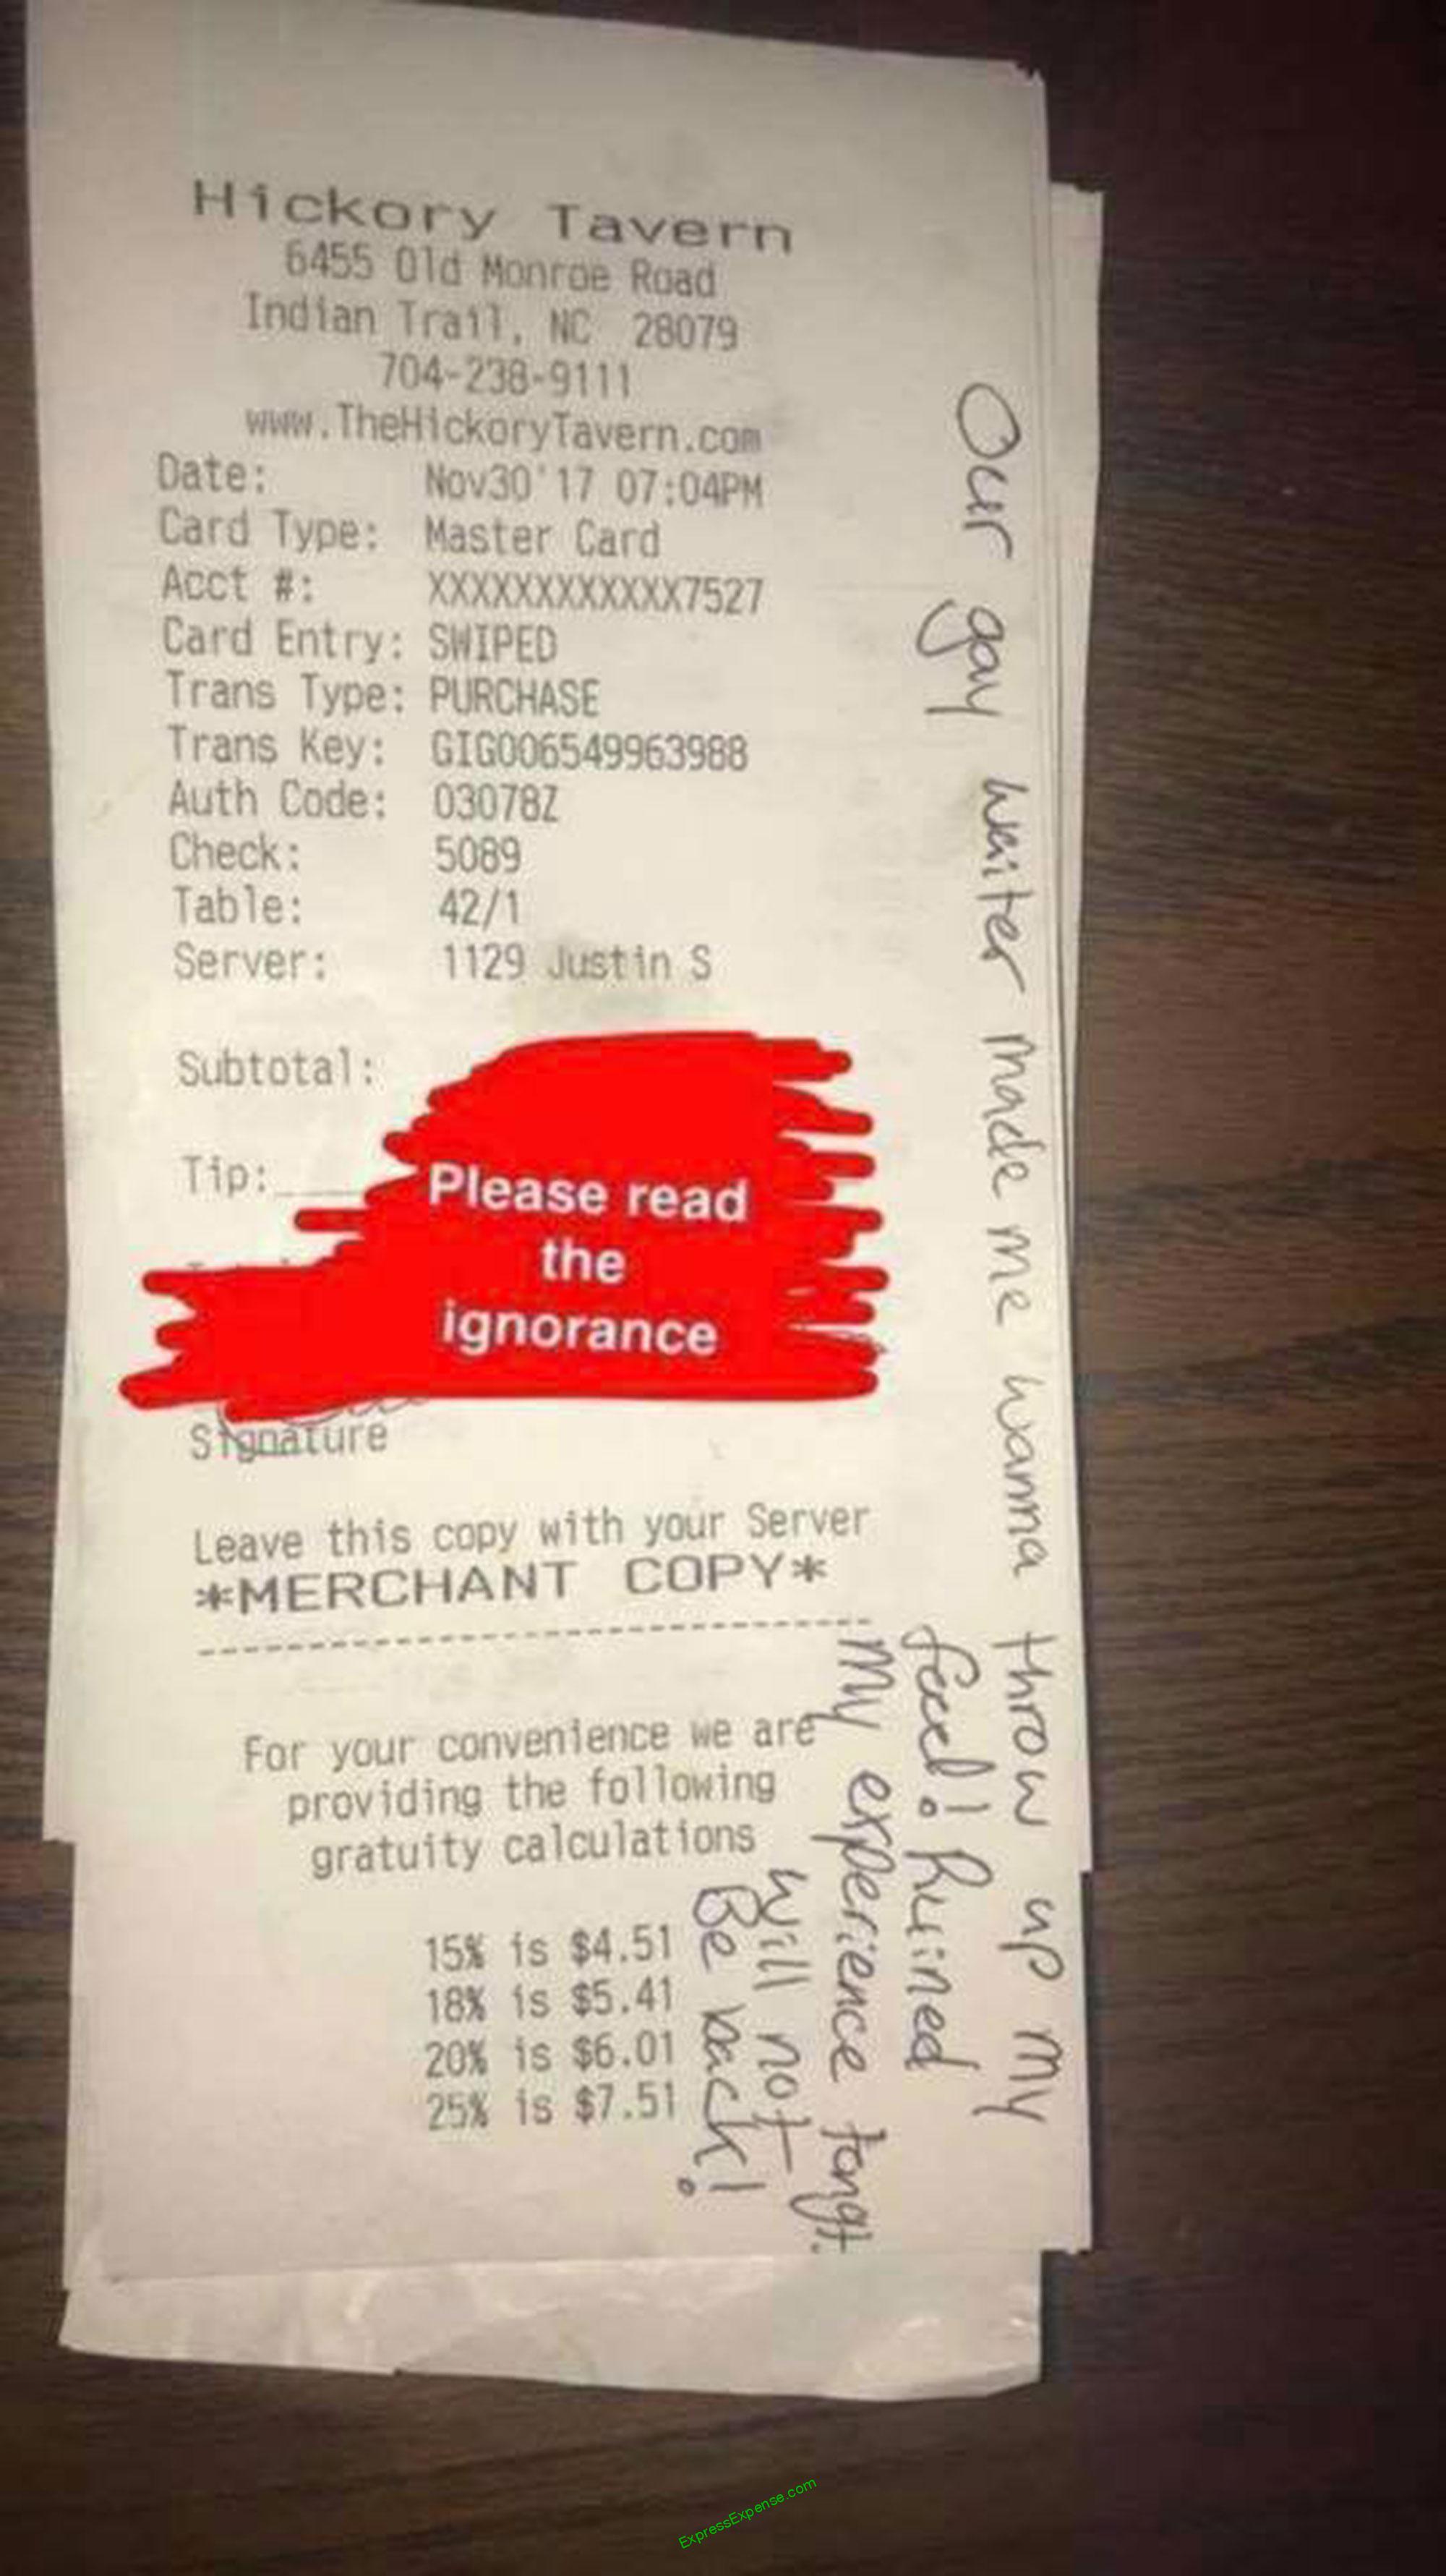 Hickory Tavern
6455 Old Monroe Road
Indian Trail, NC 28079
704-238-9111
www.TheHickoryTavern.com
Date: Nov30'17 07:04PM
Card Type: Master Card
Acct #: XXXXXXXXXXXX7527
Card Entry: SWIPED
Trans Type: PURCHASE
Trans Key: GIG006549963988
Auth Code: 03078Z
Check: 5089
Table: 42/1
Server: 1129 Justin S
Subtotal:
Tip:
Please read
the
ignorance
Signature
Leave this copy with your Server
*MERCHANT COPY*
For your convenience we are
providing the following
gratuity calculations
15% is $4.51
18% is $5.41
20% is $6.01
25% is $7.51
Our gay waiter made me wanna throw up my
food! Ruined
My experience tongt.
will not
Be back!
ExpressExpense.com